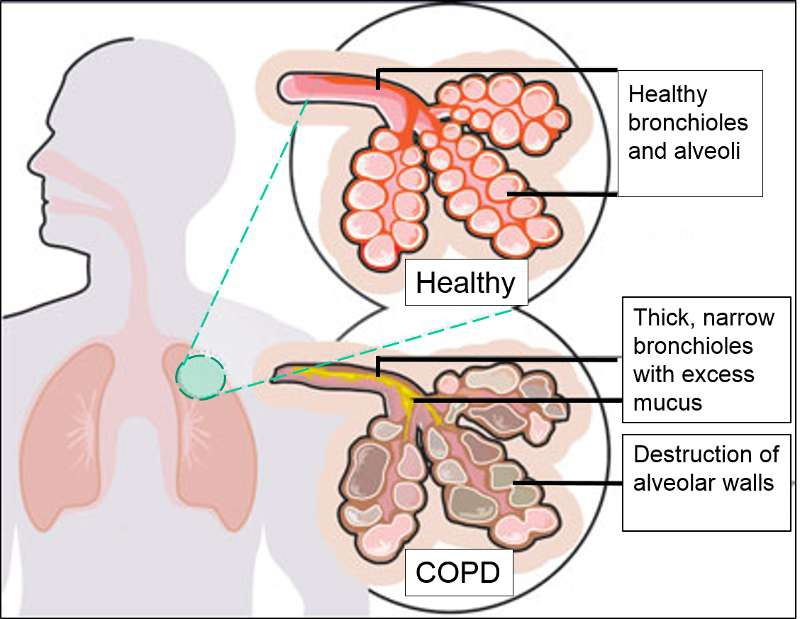 Healthy
bronchioles
and alveoli
Healthy
Thick, narrow
bronchioles
with excess
mucus
Destruction of
alveolar walls
COPD